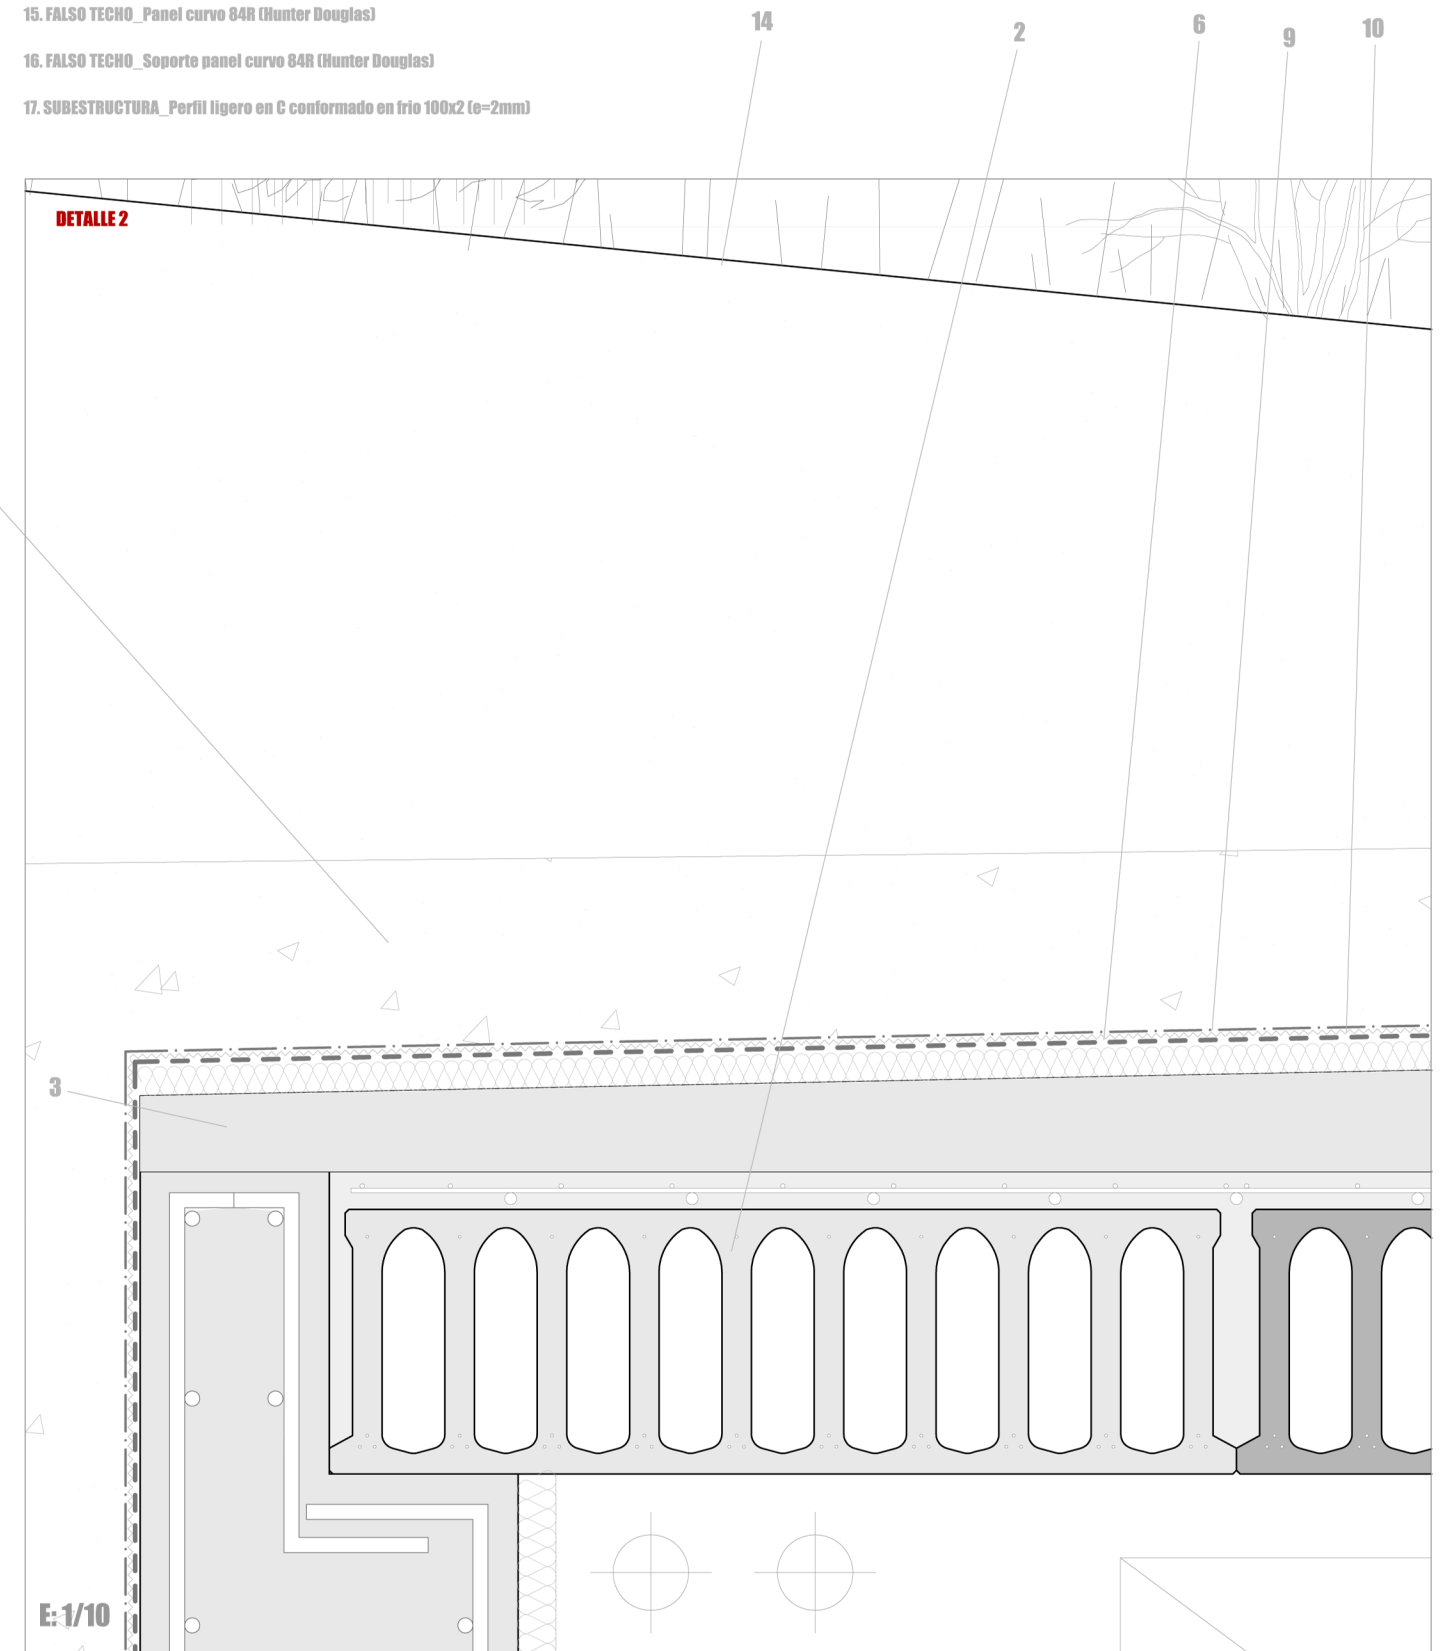 15. FALSO TECHO_Panel curvo 84R (Hunter Douglas)
16. FALSO TECHO_Soporte panel curvo 84R (Hunter Douglas)
17. SUBESTRUCTURA_Perfil ligero en C conformado en frio 100x2 (e=2mm)
14
2
6
9
10
DETALLE 2
3
E: 1/10